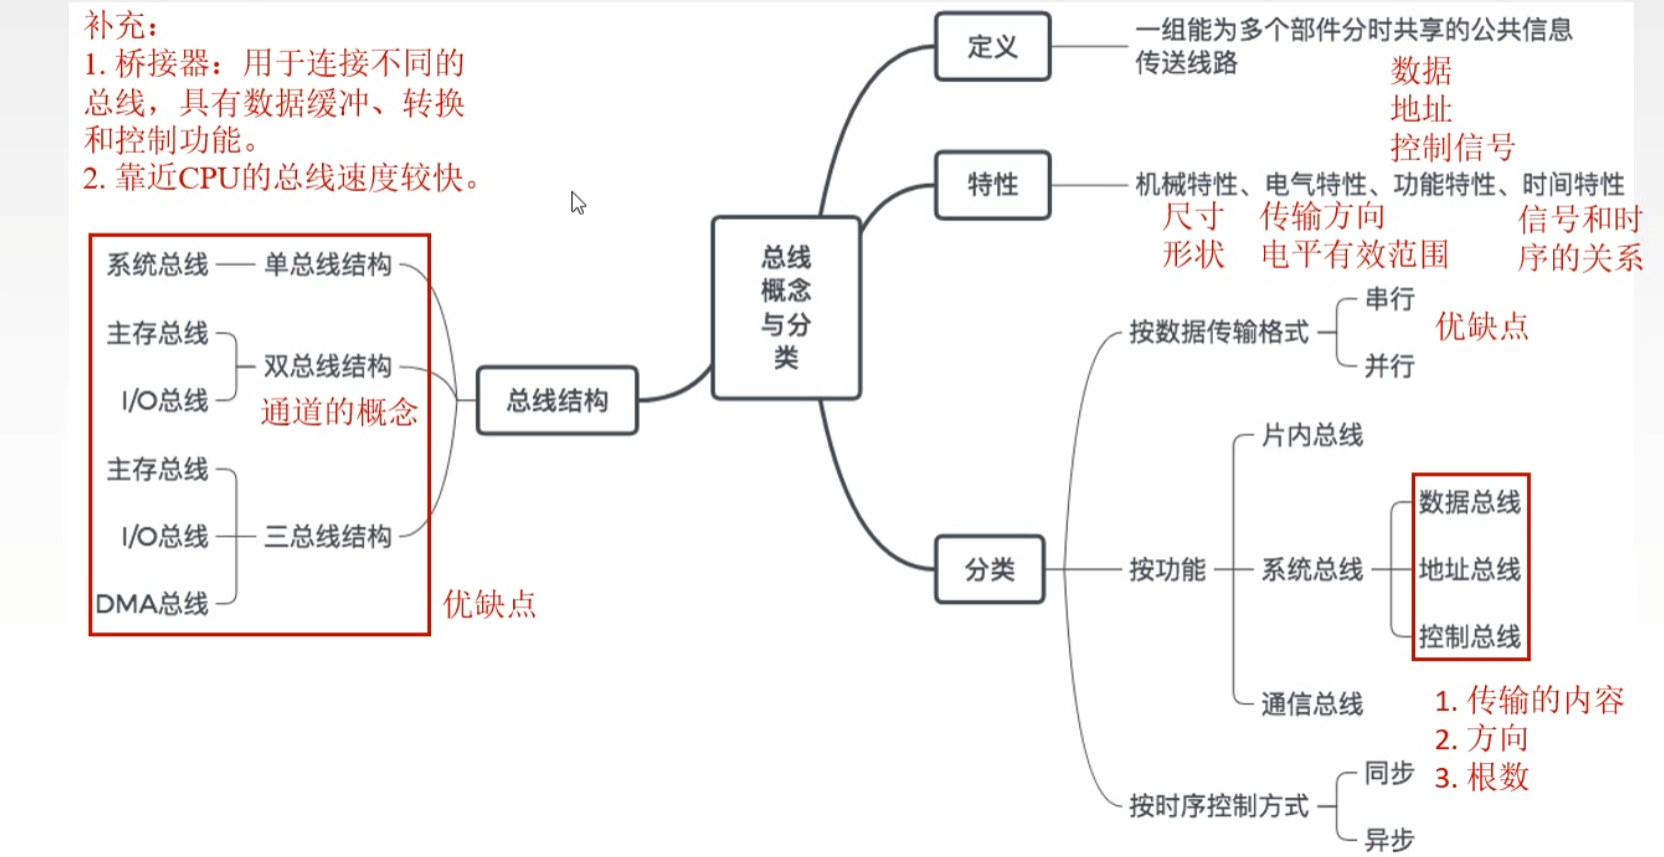 补充：
1. 桥接器：用于连接不同的
总线，具有数据缓冲、转换
和控制功能。
2. 靠近CPU的总线速度较快。
系统总线
单总线结构
主存总线
双总线结构
I/O总线
通道的概念
主存总线
I/O总线
三总线结构
DMA总线
优缺点
总线结构
总线
概念
与分
类
定义
一组能为多个部件分时共享的公共信息
传送线路
数据
地址
控制信号
特性
机械特性、电气特性、功能特性、时间特性
尺寸
形状
传输方向
电平有效范围
信号和时
序的关系
分类
按数据传输格式
串行
并行
优缺点
按功能
片内总线
系统总线
数据总线
地址总线
控制总线
通信总线
1. 传输的内容
2. 方向
3. 根数
按时序控制方式
同步
异步